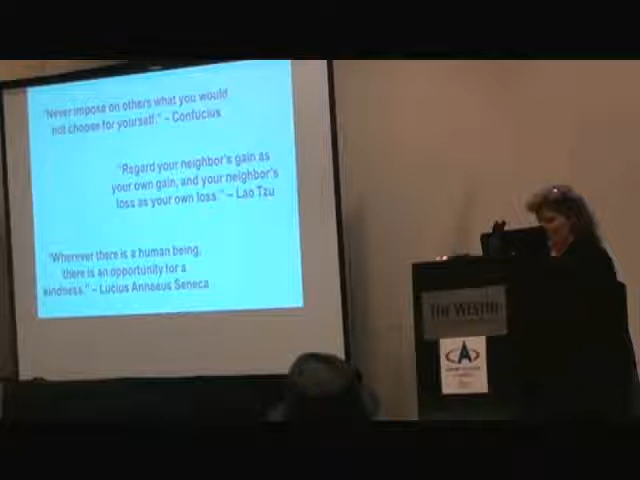 "Never impose on others what you would
not choose for yourself." – Confucius
"Regard your neighbor's gain as
your own gain, and your neighbor's
loss as your own loss." – Lao Tzu
"Wherever there is a human being,
there is an opportunity for a
kindness." – Lucius Annaeus Seneca
THE WESTIN